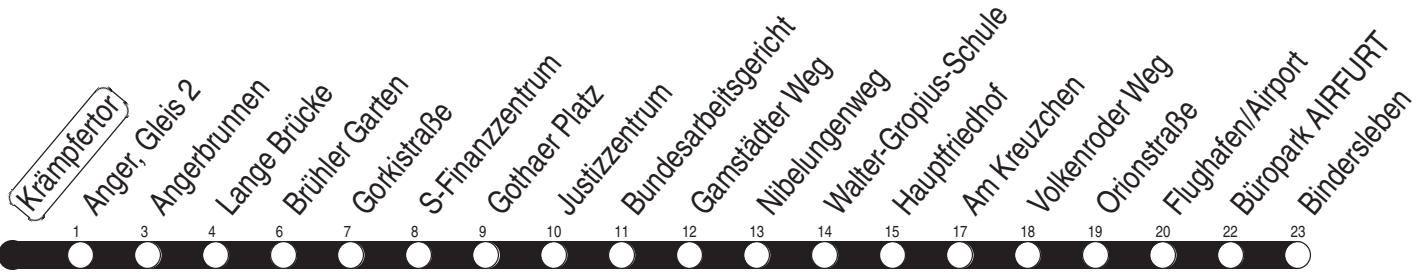 Krämpfertor
Anger, Gleis 2
Angerbrunnen
Lange Brücke
Brühler Garten
Gorkistraße
S-Finanzzentrum
Gothaer Platz
Justizzentrum
Bundesarbeitsgericht
Gamstädter Weg
Nibelungenweg
Walter-Gropius-Schule
Hauptfriedhof
Am Kreuzchen
Volkenroder Weg
Orionstraße
Flughafen/Airport
Büropark AIRFURT
Bindersleben
1 3 4 6 7 8 9 10 11 12 13 14 15 17 18 19 20 22 23